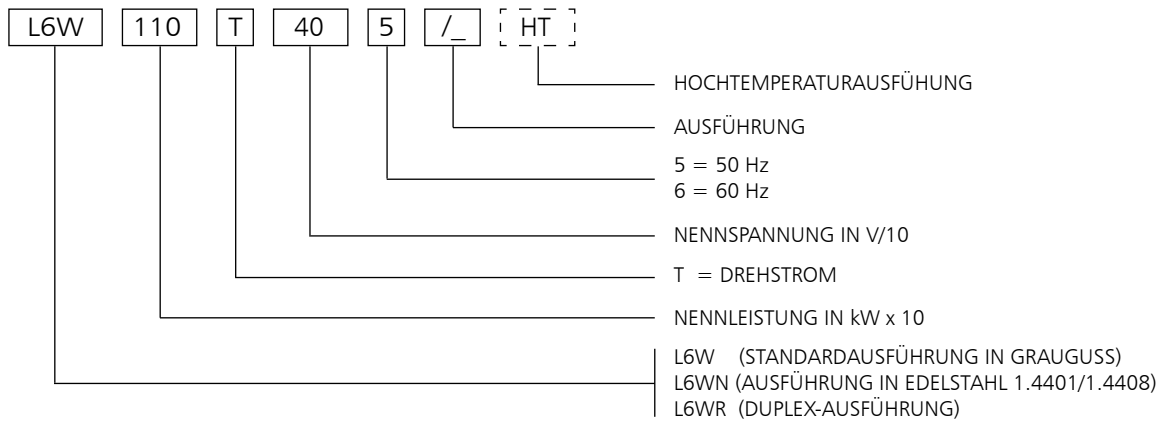 L6W 110 T 40 5 /_ HT
HOCHTEMPERATURAUSFÜHUNG
AUSFÜHRUNG
5 = 50 Hz
6 = 60 Hz
NENNSPANNUNG IN V/10
T = DREHSTROM
NENNLEISTUNG IN kW x 10
L6W (STANDARDAUSFÜHRUNG IN GRAUGUSS)
L6WN (AUSFÜHRUNG IN EDELSTAHL 1.4401/1.4408)
L6WR (DUPLEX-AUSFÜHRUNG)